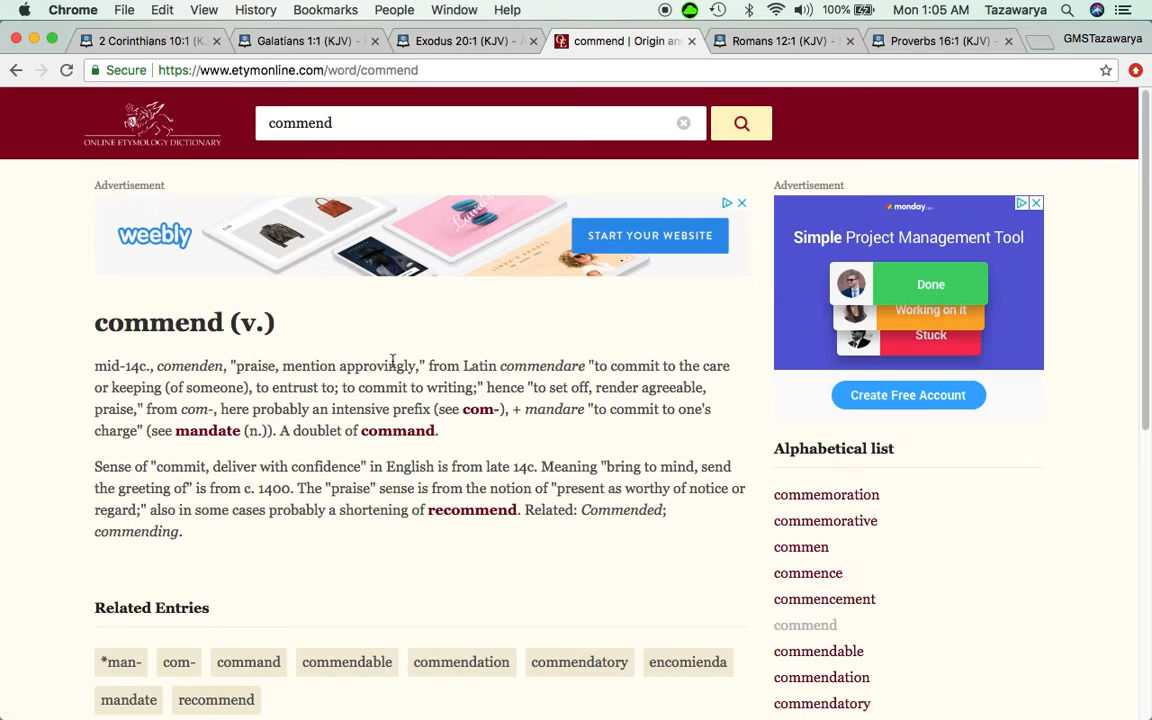 Chrome File Edit View History Bookmarks People Window Help 100% Mon 1:05 AM Tazawarya
2 Corinthians 10:1 (KJV) - Galatians 1:1 (KJV) - Exodus 20:1 (KJV) - commend | Origin and Romans 12:1 (KJV) - Proverbs 16:1 (KJV) - GMSTazawarya
Secure https://www.etymonline.com/word/commend
ONLINE ETYMOLOGY DICTIONARY
commend
Advertisement
weebly
START YOUR WEBSITE
commend (v.)
mid-14c., comenden, "praise, mention approvingly," from Latin commendare "to commit to the care
or keeping (of someone), to entrust to; to commit to writing;" hence "to set off, render agreeable,
praise," from com-, here probably an intensive prefix (see com-), + mandare "to commit to one's
charge" (see mandate (n.)). A doublet of command.
Sense of "commit, deliver with confidence" in English is from late 14c. Meaning "bring to mind, send
the greeting of" is from c. 1400. The "praise" sense is from the notion of "present as worthy of notice or
regard;" also in some cases probably a shortening of recommend. Related: Commended;
commending.
Related Entries
*man- com- command commendable commendation commendatory encomienda
mandate recommend
Advertisement
monday.com
Simple Project Management Tool
Done
Working on it
Stuck
Create Free Account
Alphabetical list
commemoration
commemorative
commen
commence
commencement
commend
commendable
commendation
commendatory